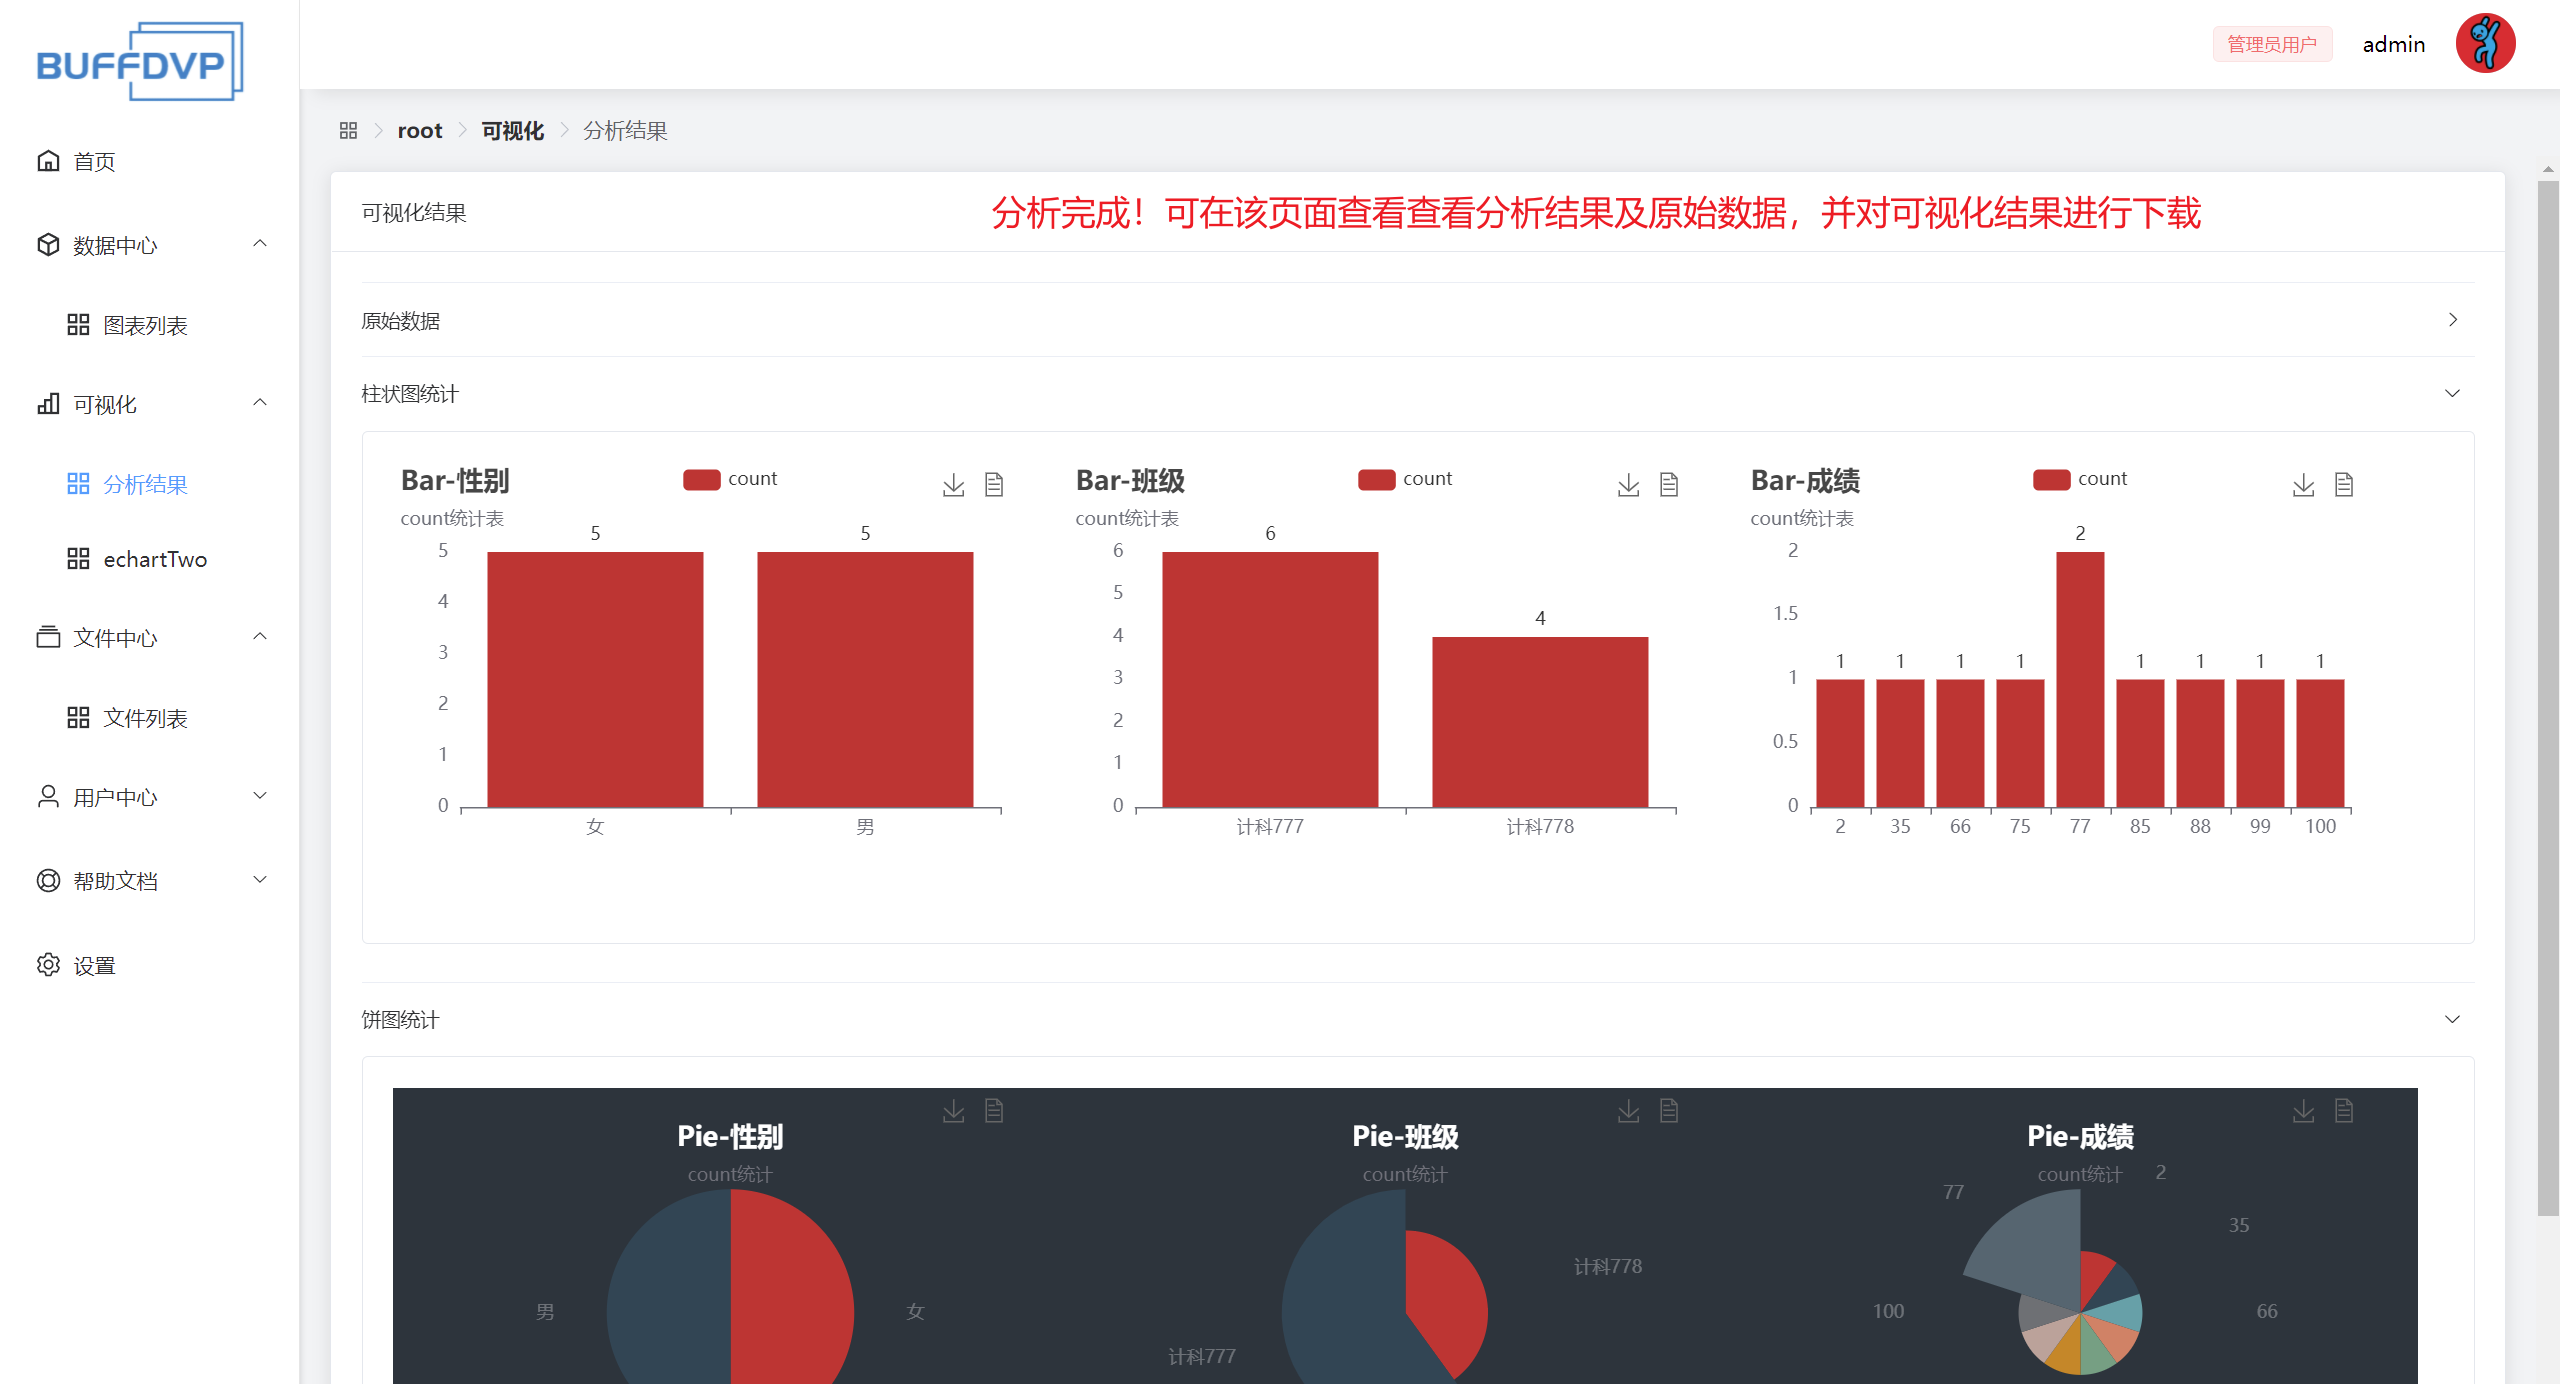 BUFFDVP
管理员用户
admin
首页
数据中心
图表列表
可视化
分析结果
echartTwo
文件中心
文件列表
用户中心
帮助文档
设置
root
可视化
分析结果
可视化结果
分析完成！可在该页面查看查看分析结果及原始数据，并对可视化结果进行下载
原始数据
柱状图统计
Bar-性别
count
count统计表
5
5
5
4
3
2
1
0
女
男
Bar-班级
count
count统计表
6
4
6
5
4
3
2
1
0
计科777
计科778
Bar-成绩
count
count统计表
2
2
1.5
1
0.5
0
1
1
1
1
1
1
1
1
2
35
66
75
77
85
88
99
100
饼图统计
Pie-性别
count统计
男
女
Pie-班级
count统计
计科778
计科777
Pie-成绩
count统计
2
77
35
100
66